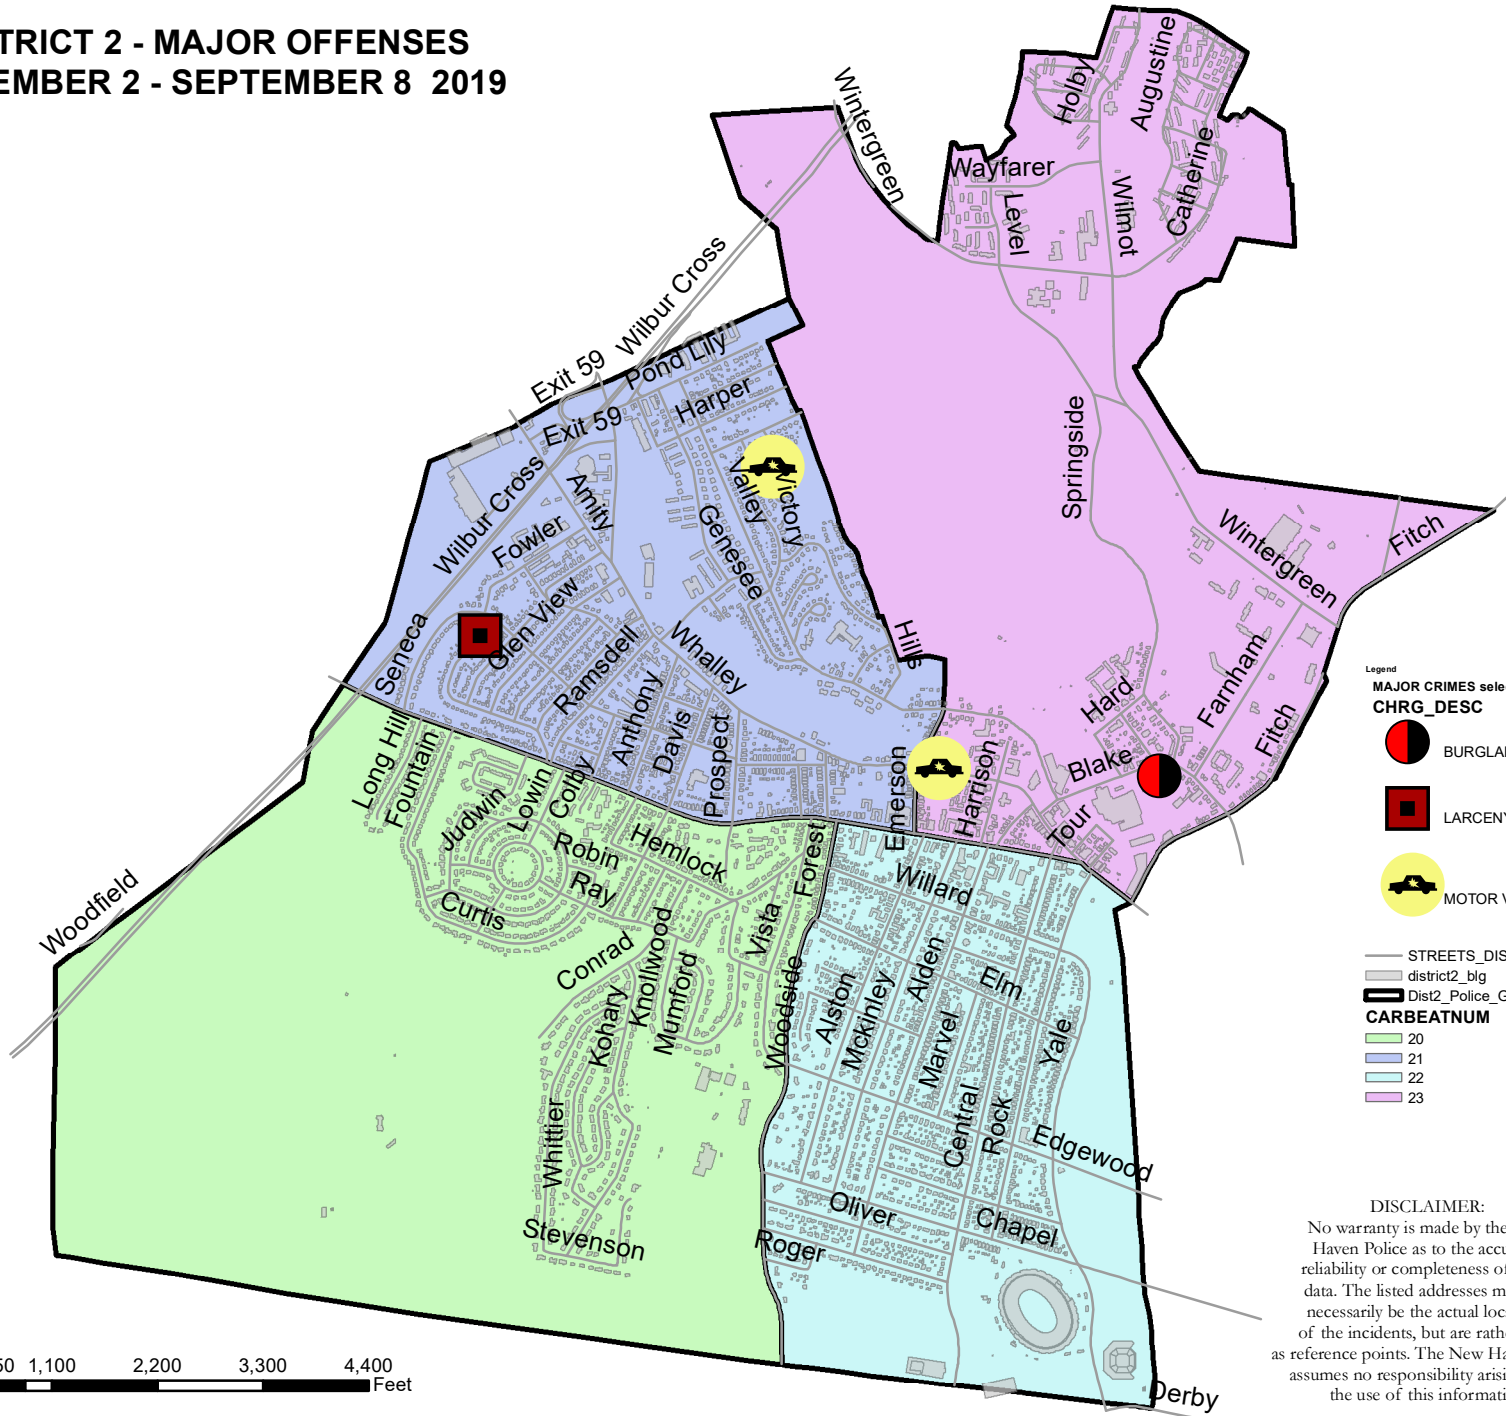 TRICT 2 - MAJOR OFFENSES
EMBER 2 - SEPTEMBER 8 2019
Wintergreen
Holby
Augustine
Wayfarer
Level
Wilmot
Catherine
Wilbur Cross
Exit 59
Pond Lily
Harper
Exit 59
Wilbur Cross
Amity
Fowler
Valley
Victory
Genesee
Springside
Wintergreen
Fitch
Seneca
Glen View
Ramsdell
Whalley
Hills
Anthony
Davis
Prospect
Emerson
Harrison
Hard
Blake
Tour
Farnham
Fitch
Long Hill
Fountain
Judwin
Lowin
Colby
Robin
Ray
Hemlock
Forest
Curtis
Willard
Woodfield
Conrad
Knollwood
Kohary
Mumford
Vista
Woodside
Alston
Mckinley
Alden
Marvel
Elm
Yale
Central
Rock
Edgewood
Whittier
Stevenson
Oliver
Roger
Chapel
Derby
Legend
MAJOR CRIMES sele
CHRG_DESC
BURGLAR
LARCENY
MOTOR V
STREETS_DIS
district2_blg
Dist2_Police_G
CARBEATNUM
20
21
22
23
DISCLAIMER:
No warranty is made by the
Haven Police as to the accu
reliability or completeness of
data. The listed addresses m
necessarily be the actual loc
of the incidents, but are rath
as reference points. The New Ha
assumes no responsibility arisi
the use of this informati
50 1,100 2,200 3,300 4,400
Feet